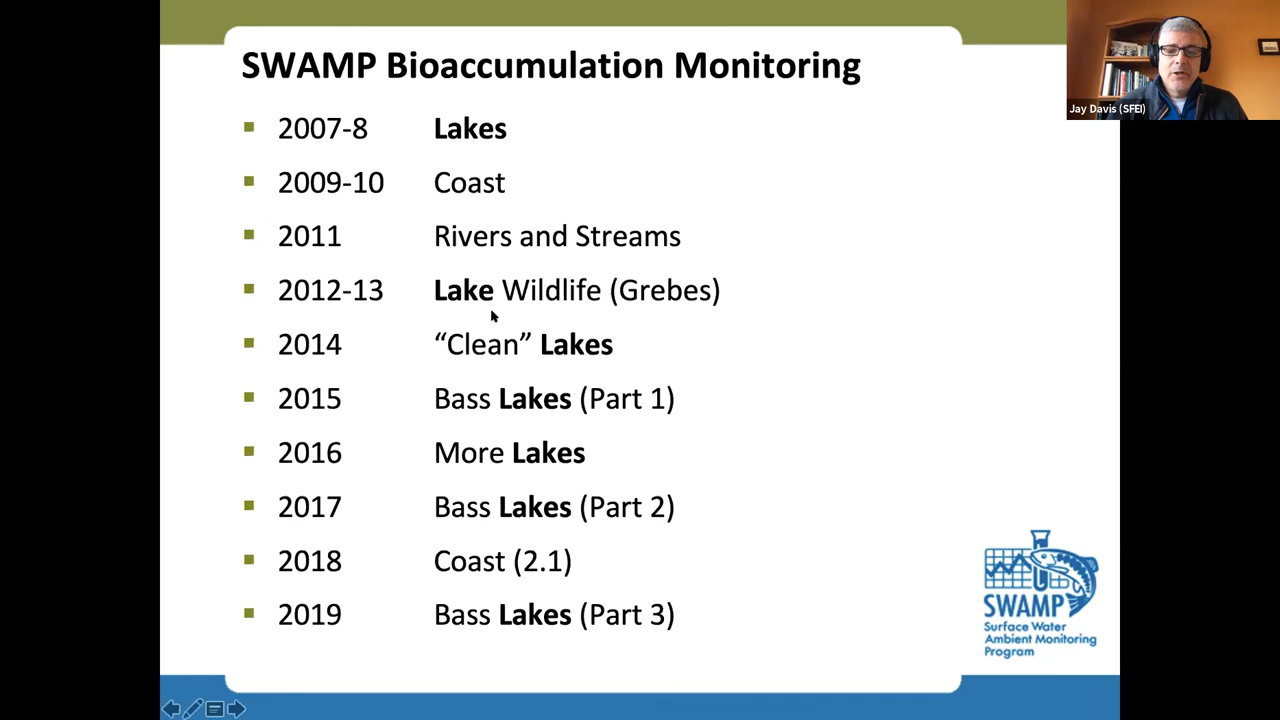 SWAMP Bioaccumulation Monitoring
2007-8 Lakes
2009-10 Coast
2011 Rivers and Streams
2012-13 Lake Wildlife (Grebes)
2014 “Clean” Lakes
2015 Bass Lakes (Part 1)
2016 More Lakes
2017 Bass Lakes (Part 2)
2018 Coast (2.1)
2019 Bass Lakes (Part 3)
Jay Davis (SFEI)
SWAMP
Surface Water
Ambient Monitoring
Program